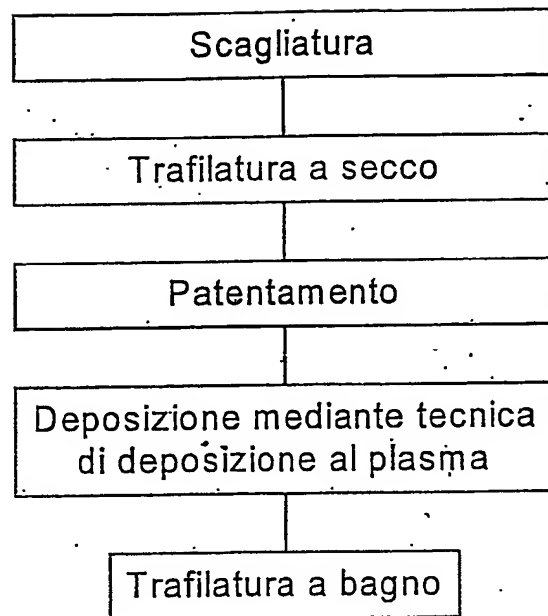 Scagliatura
Trafilatura a secco
Patentamento
Deposizione mediante tecnica
di deposizione al plasma
Trafilatura a bagno